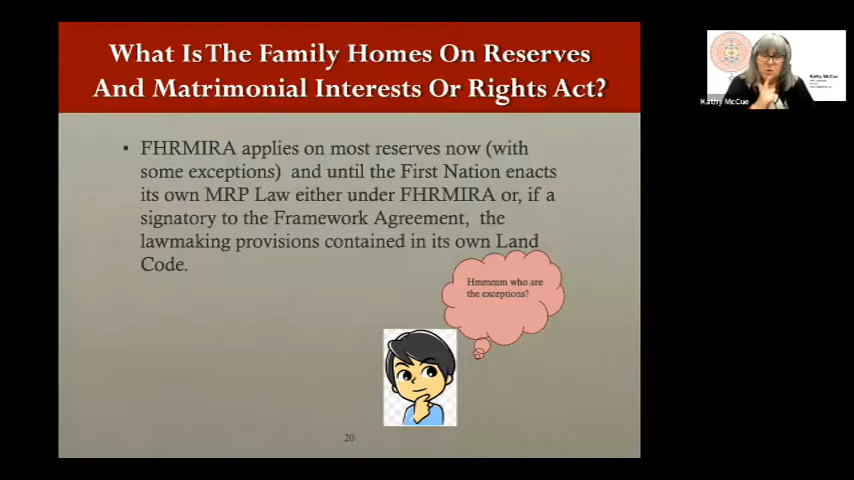 What Is The Family Homes On Reserves
And Matrimonial Interests Or Rights Act?
• FHRMIRA applies on most reserves now (with
some exceptions) and until the First Nation enacts
its own MRP Law either under FHRMIRA or, if a
signatory to the Framework Agreement, the
lawmaking provisions contained in its own Land
Code.
Hmmmm who are
the exceptions?
20
Kathy McCue
Kathy McCue